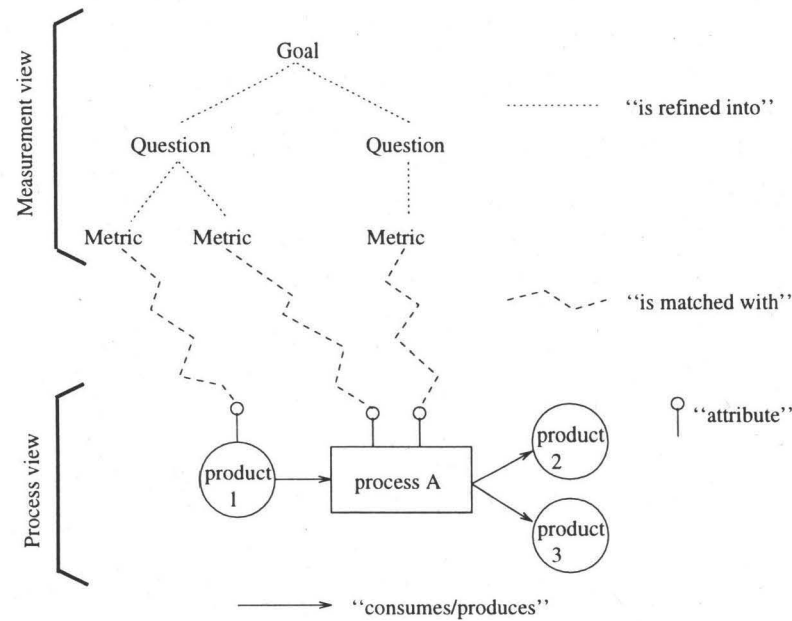 Measurement view
Goal
Question
Question
‘‘is refined into’’
Metric
Metric
Metric
‘‘is matched with’’
Process view
‘‘attribute’’
product
1
process A
product
2
product
3
‘‘consumes/produces’’